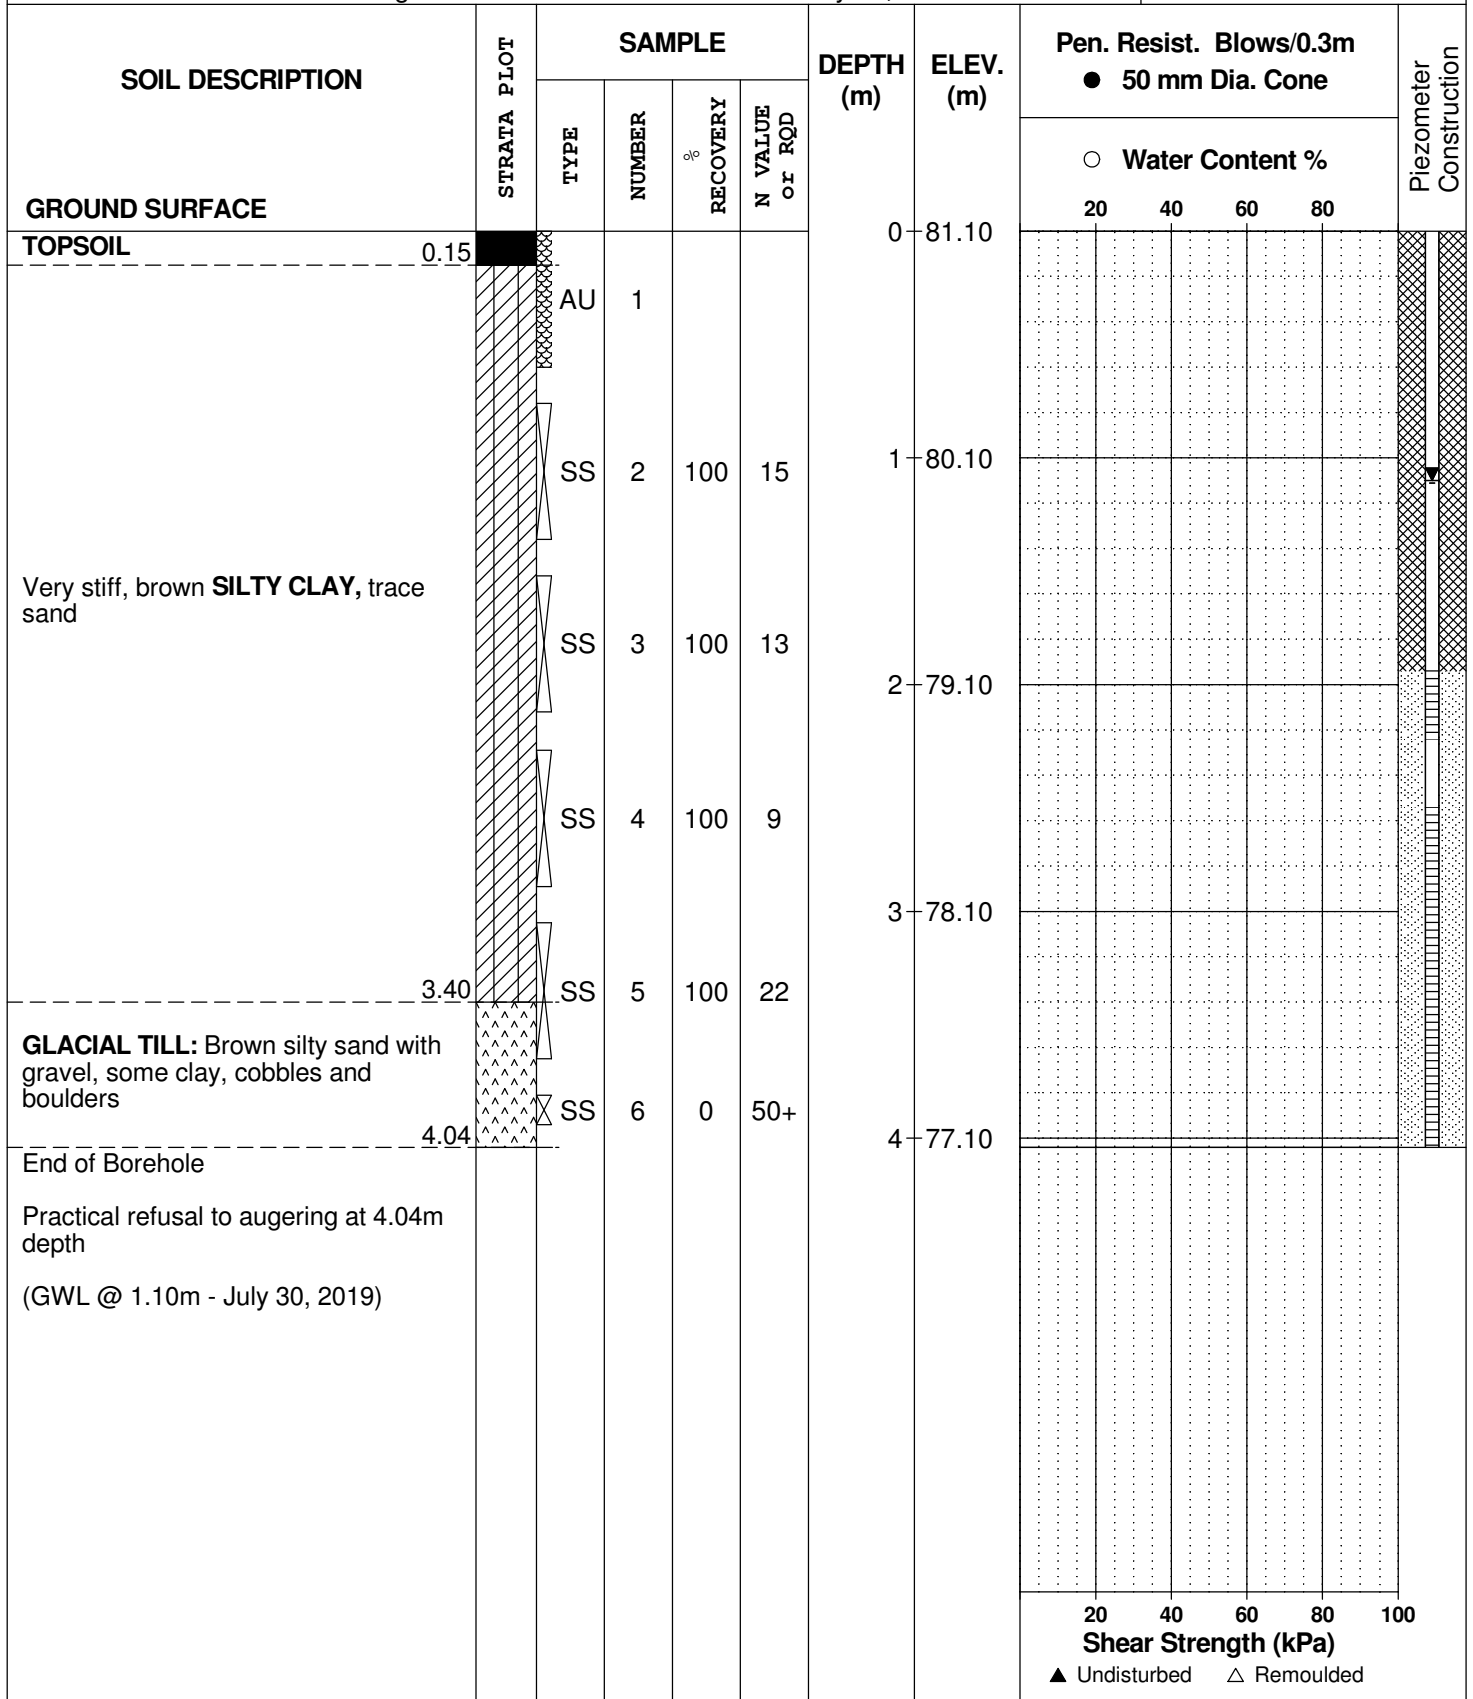 SOIL DESCRIPTION
GROUND SURFACE
STRATA PLOT
SAMPLE
TYPE
NUMBER
%
RECOVERY
N VALUE
or RQD
DEPTH
(m)
ELEV.
(m)
Pen. Resist. Blows/0.3m
● 50 mm Dia. Cone
○ Water Content %
20 40 60 80
Piezometer
Construction
TOPSOIL
0.15
0 81.10
AU 1
1 80.10
SS 2 100 15
Very stiff, brown SILTY CLAY, trace
sand
SS 3 100 13
2 79.10
SS 4 100 9
3 78.10
3.40
SS 5 100 22
GLACIAL TILL: Brown silty sand with
gravel, some clay, cobbles and
boulders
SS 6 0 50+
4.04
4 77.10
End of Borehole
Practical refusal to augering at 4.04m
depth
(GWL @ 1.10m - July 30, 2019)
20 40 60 80 100
Shear Strength (kPa)
▲ Undisturbed △ Remoulded